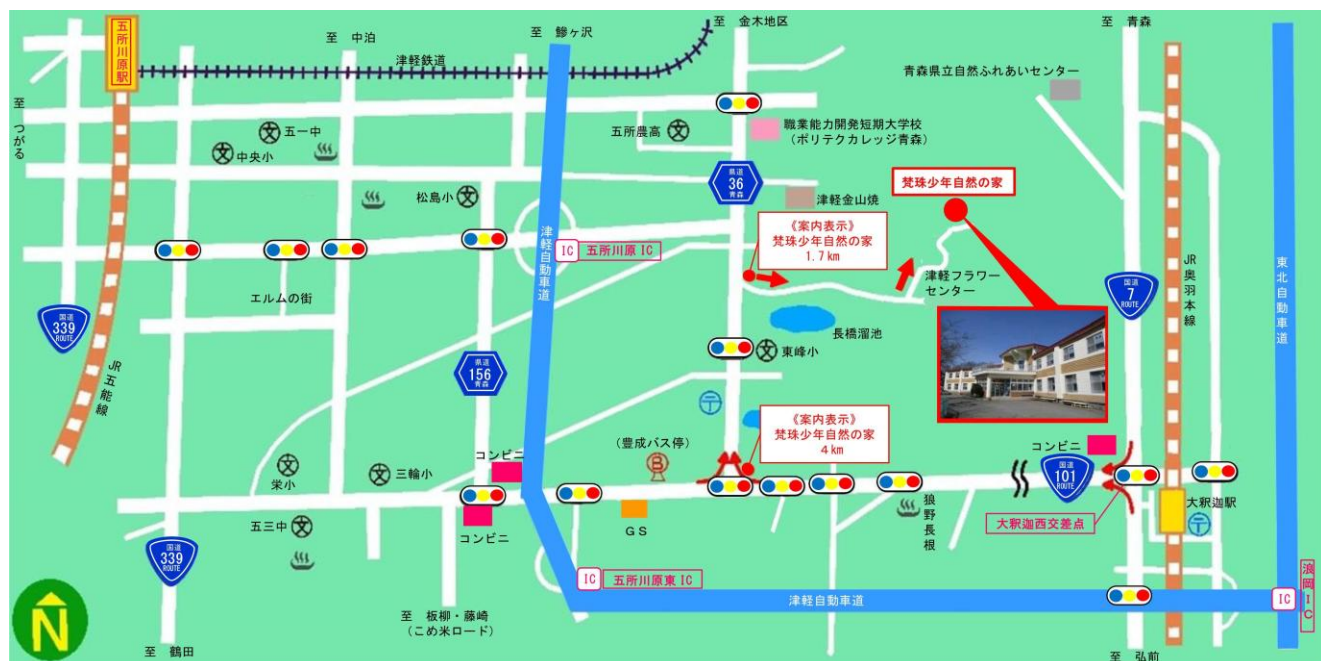 至 鰺ヶ沢
至 金木地区
至 青森
至 中泊
五所川原駅
津軽鉄道
青森県立自然ふれあいセンター
至 つがる
五一中
中央小
五所農高
職業能力開発短期大学校
（ポリテクカレッジ青森）
松島小
県道
36
青森
津軽金山焼
梵珠少年自然の家
《案内表示》
梵珠少年自然の家
1.7km
津軽自動車道
IC
五所川原IC
津軽フラワー
センター
JR奥羽本線
東北自動車道
国道
7
ROUTE
エルムの街
国道
339
ROUTE
長橋溜池
東峰小
県道
156
青森
JR五能線
《案内表示》
梵珠少年自然の家
4km
（豊成バス停）
B
コンビニ
コンビニ
国道
101
ROUTE
栄小
三輪小
五三中
コンビニ
GS
狼野長根
大釈迦西交差点
大釈迦駅
国道
339
ROUTE
IC
五所川原東IC
津軽自動車道
IC
浪岡IC
N
至 板柳・藤崎
（こめ米ロード）
至 鶴田
至 弘前